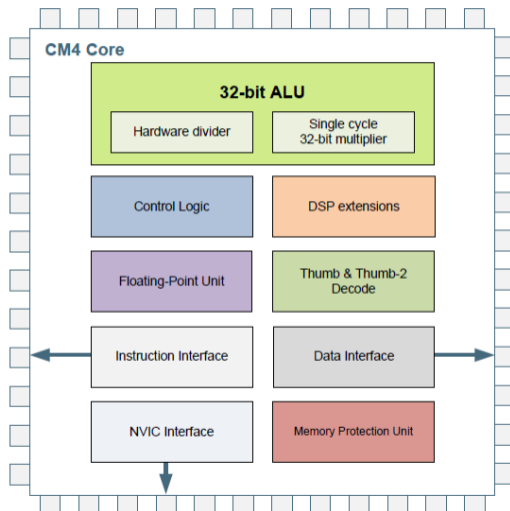 CM4 Core
32-bit ALU
Hardware divider
Single cycle
32-bit multiplier
Control Logic
DSP extensions
Floating-Point Unit
Thumb & Thumb-2
Decode
Instruction Interface
Data Interface
NVIC Interface
Memory Protection Unit